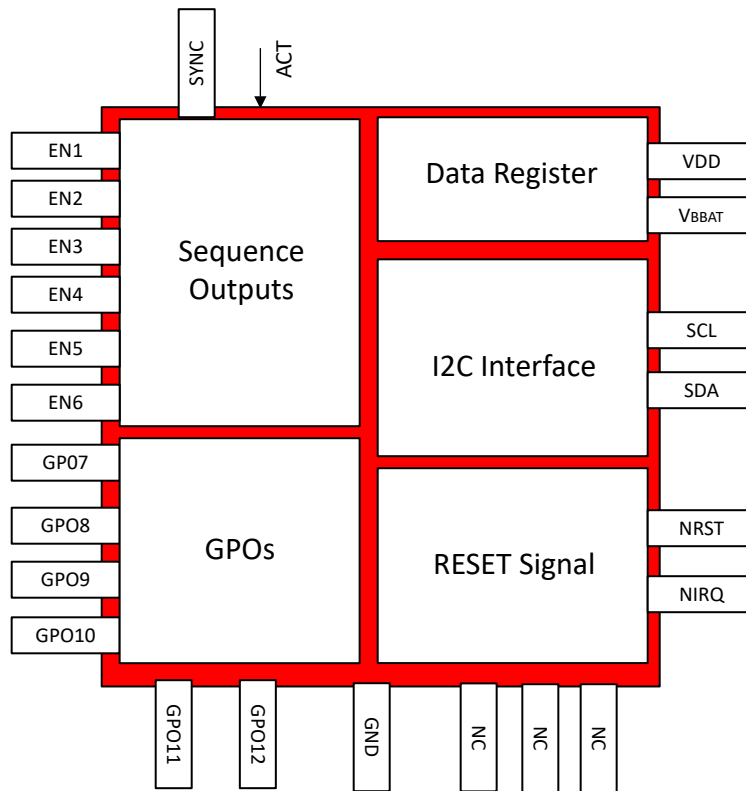 SYNC
ACT
EN1
EN2
EN3
EN4
EN5
EN6
GP07
GPO8
GPO9
GPO10
Sequence
Outputs
GPOs
Data Register
I2C Interface
RESET Signal
VDD
VBBAT
SCL
SDA
NRST
NIRQ
GPO11
GPO12
GND
NC
NC
NC